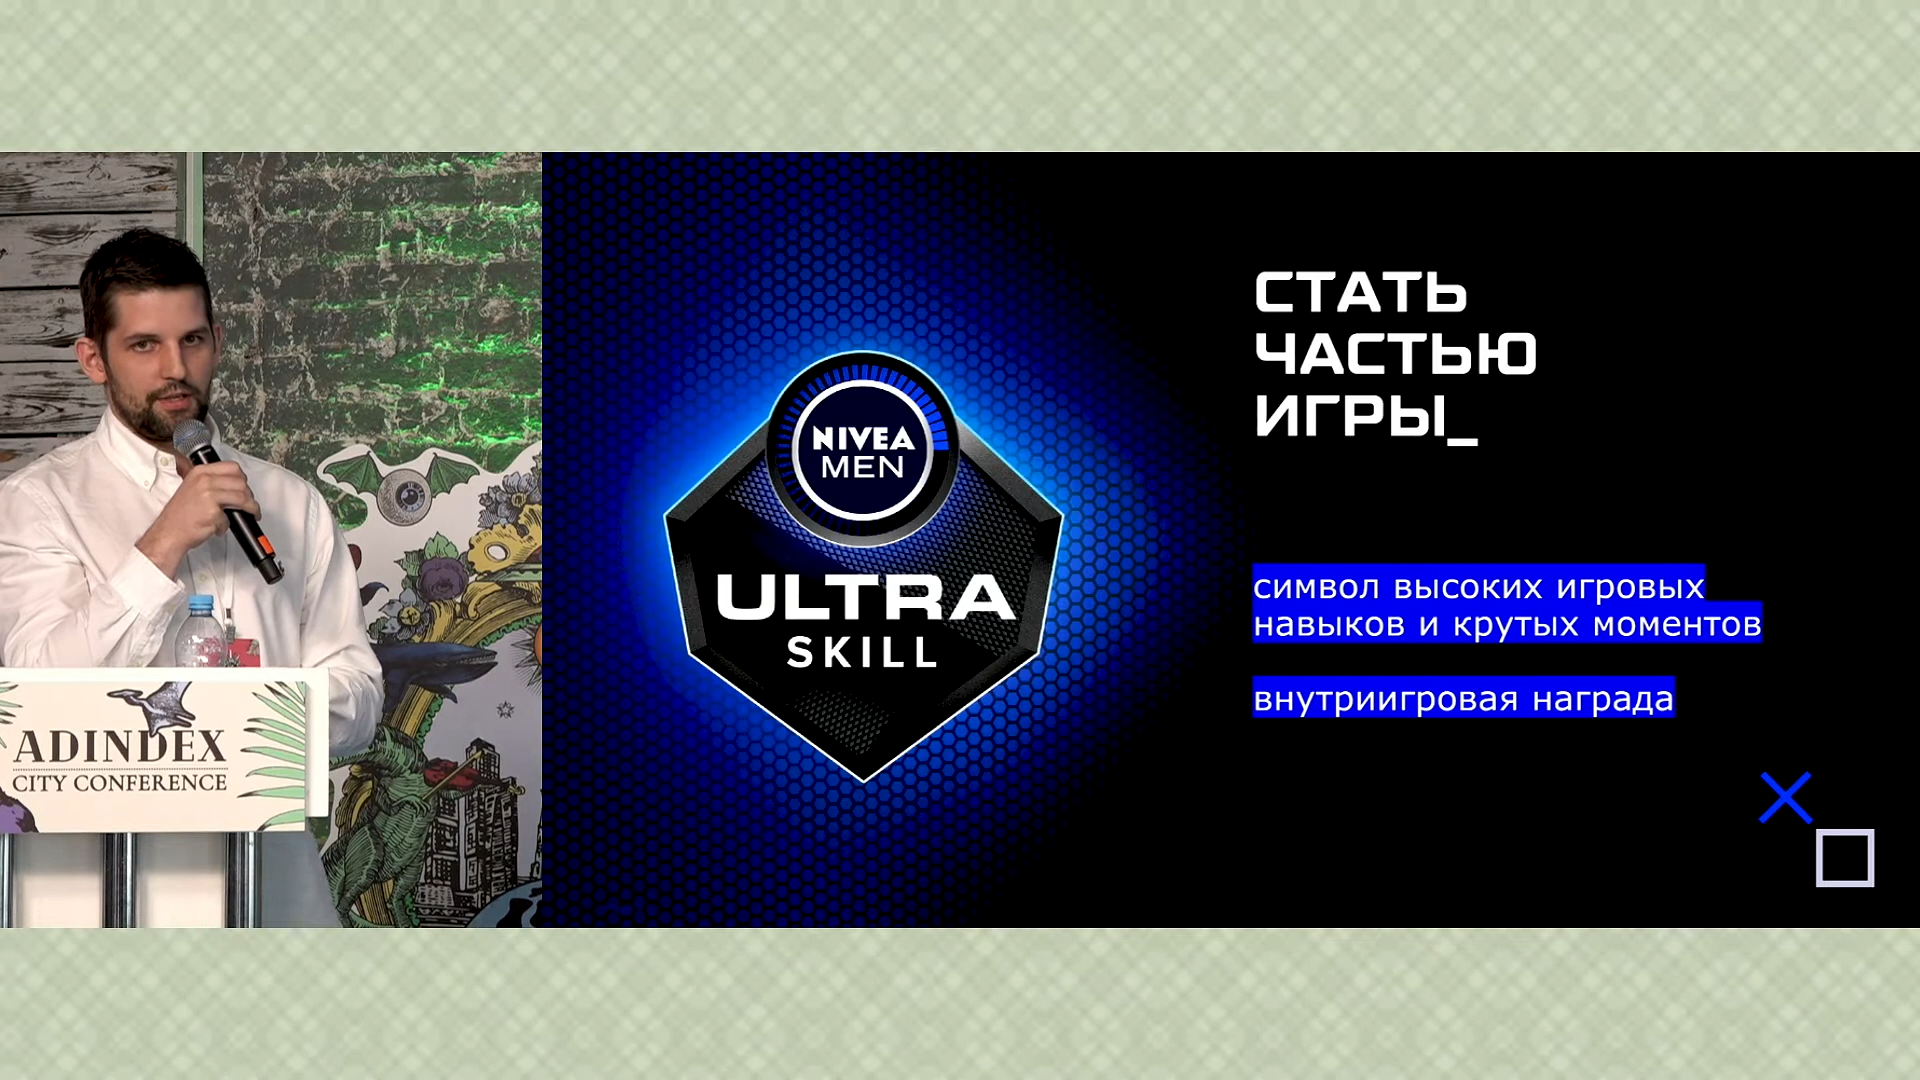 ADINDEX
CITY CONFERENCE
NIVEA
MEN
ULTRA
SKILL
СТАТЬ
ЧАСТЬЮ
ИГРЫ_
символ высоких игровых
навыков и крутых моментов
внутриигровая награда